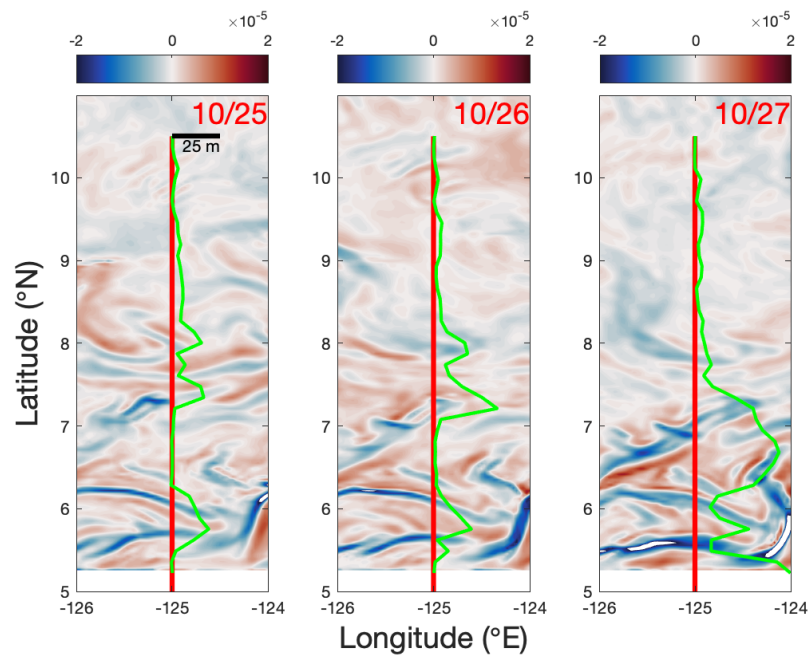 ×10⁻⁵ ×10⁻⁵ ×10⁻⁵
-2 0 2 -2 0 2 -2 0 2
10/25 10/26 10/27
25 m
10 10 10
9 9 9
8 8 8
7 7 7
6 6 6
5 5 5
-126 -125 -124 -126 -125 -124 -126 -125 -124
Latitude (°N)
Longitude (°E)